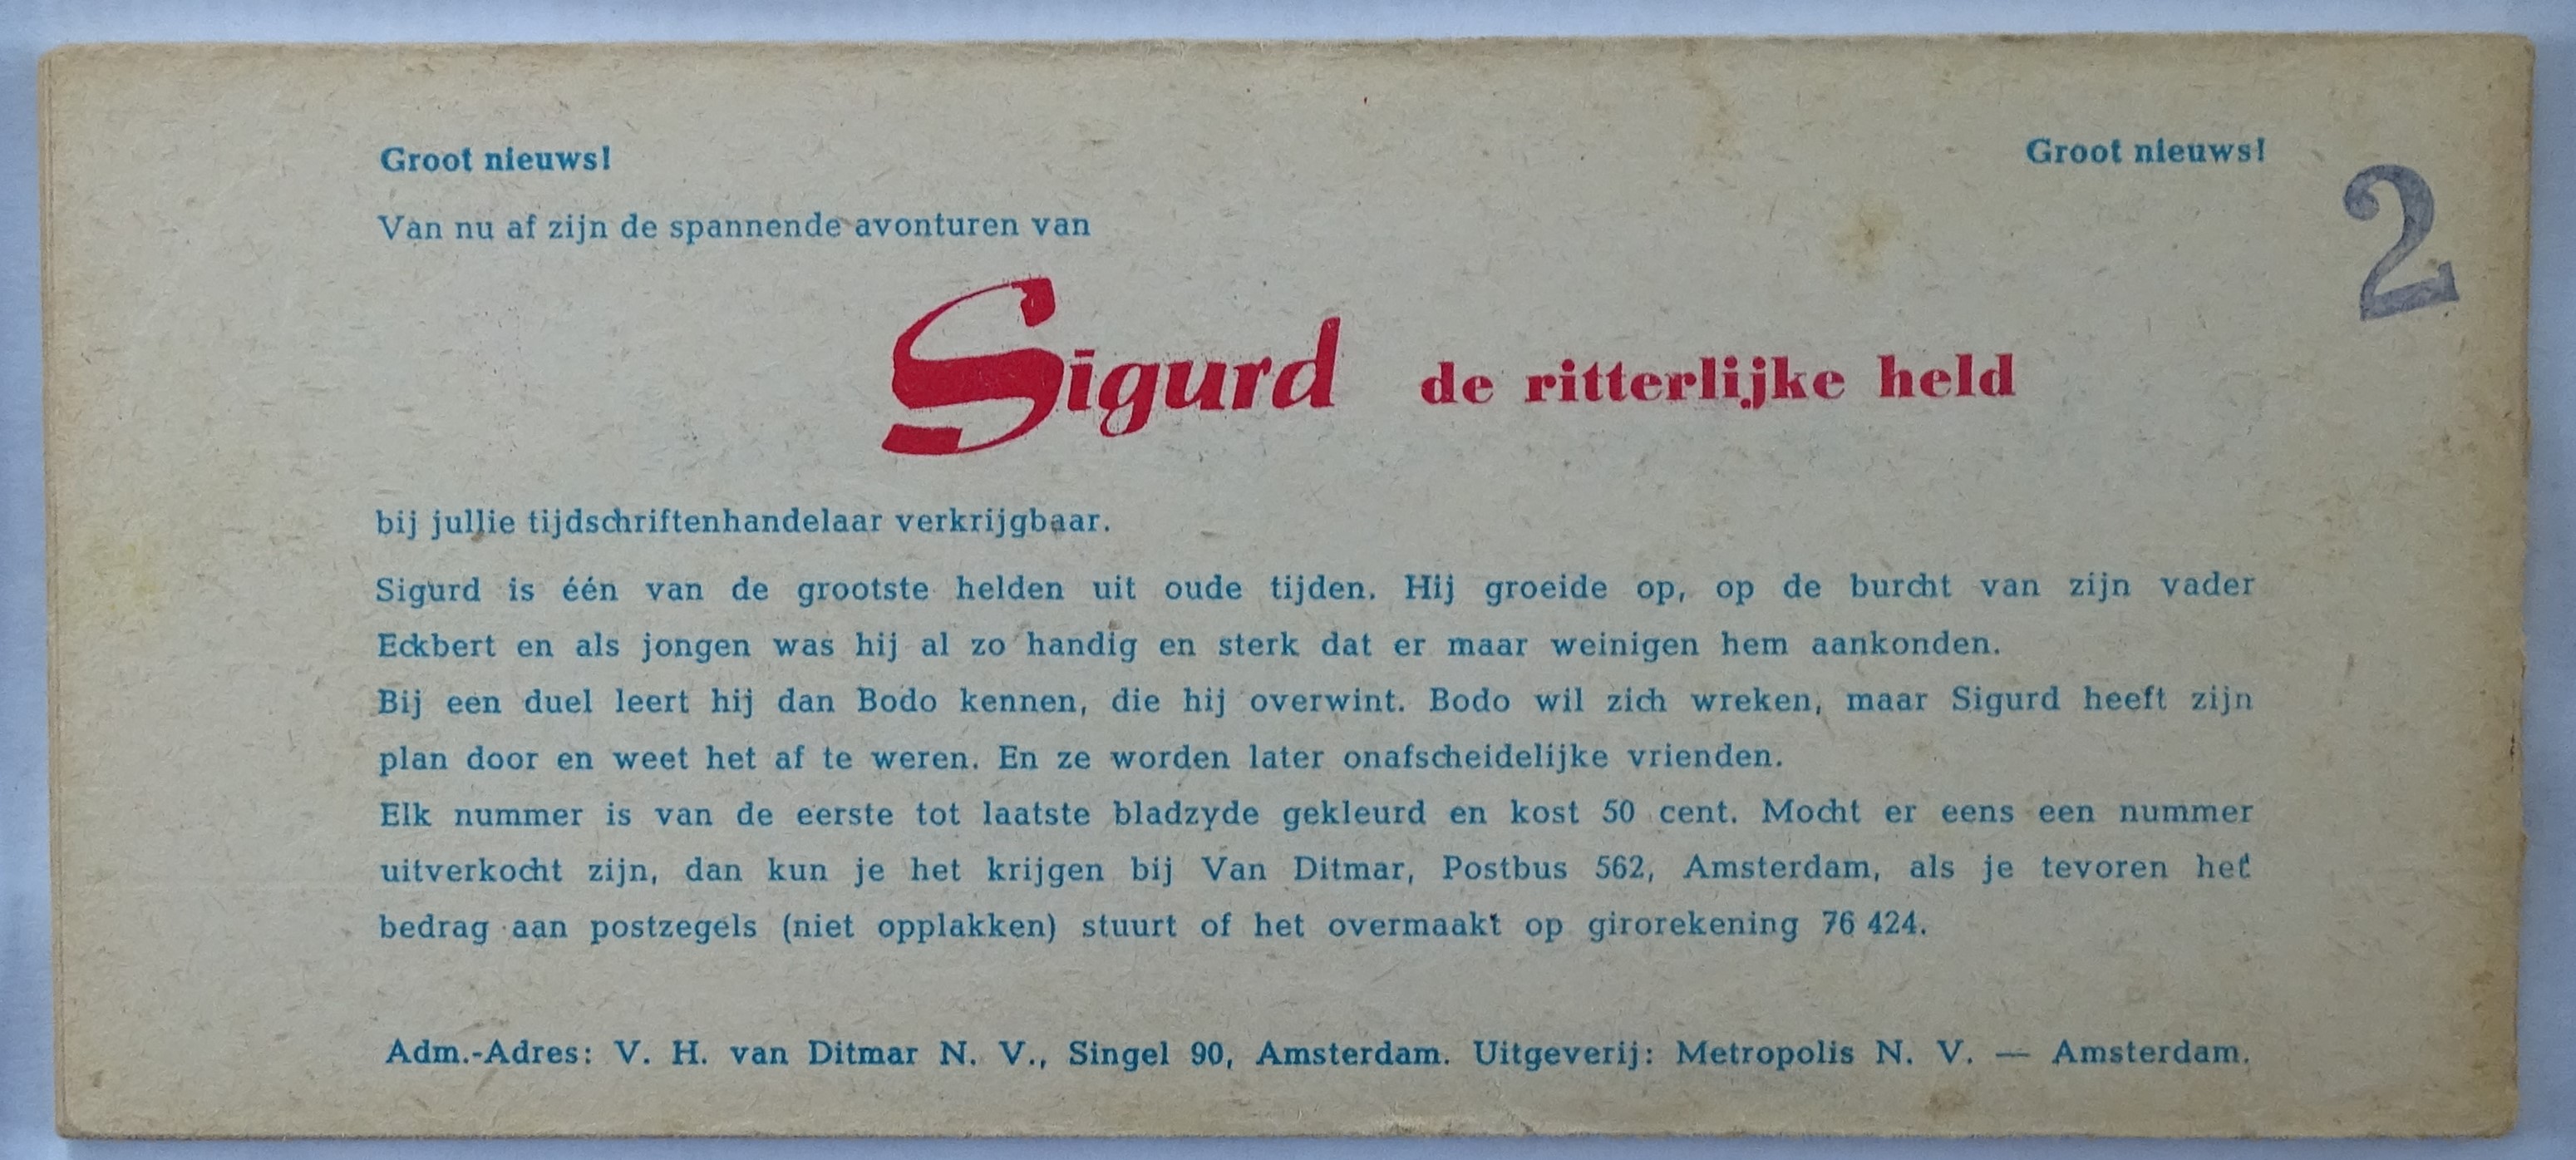 Groot nieuws! Groot nieuws!
2
Van nu af zijn de spannende avonturen van
Sigurd de ritterlijke held
bij jullie tijdschriftenhandelaar verkrijgbaar.
Sigurd is één van de grootste helden uit oude tijden. Hij groeide op, op de burcht van zijn vader
Eckbert en als jongen was hij al zo handig en sterk dat er maar weinigen hem aankonden.
Bij een duel leert hij dan Bodo kennen, die hij overwint. Bodo wil zich wreken, maar Sigurd heeft zijn
plan door en weet het af te weren. En ze worden later onafscheidelijke vrienden.
Elk nummer is van de eerste tot laatste bladzyde gekleurd en kost 50 cent. Mocht er eens een nummer
uitverkocht zijn, dan kun je het krijgen bij Van Ditmar, Postbus 562, Amsterdam, als je tevoren het
bedrag aan postzegels (niet opplakken) stuurt of het overmaakt op girorekening 76 424.
Adm.-Adres: V. H. van Ditmar N. V., Singel 90, Amsterdam. Uitgeverij: Metropolis N. V. — Amsterdam.